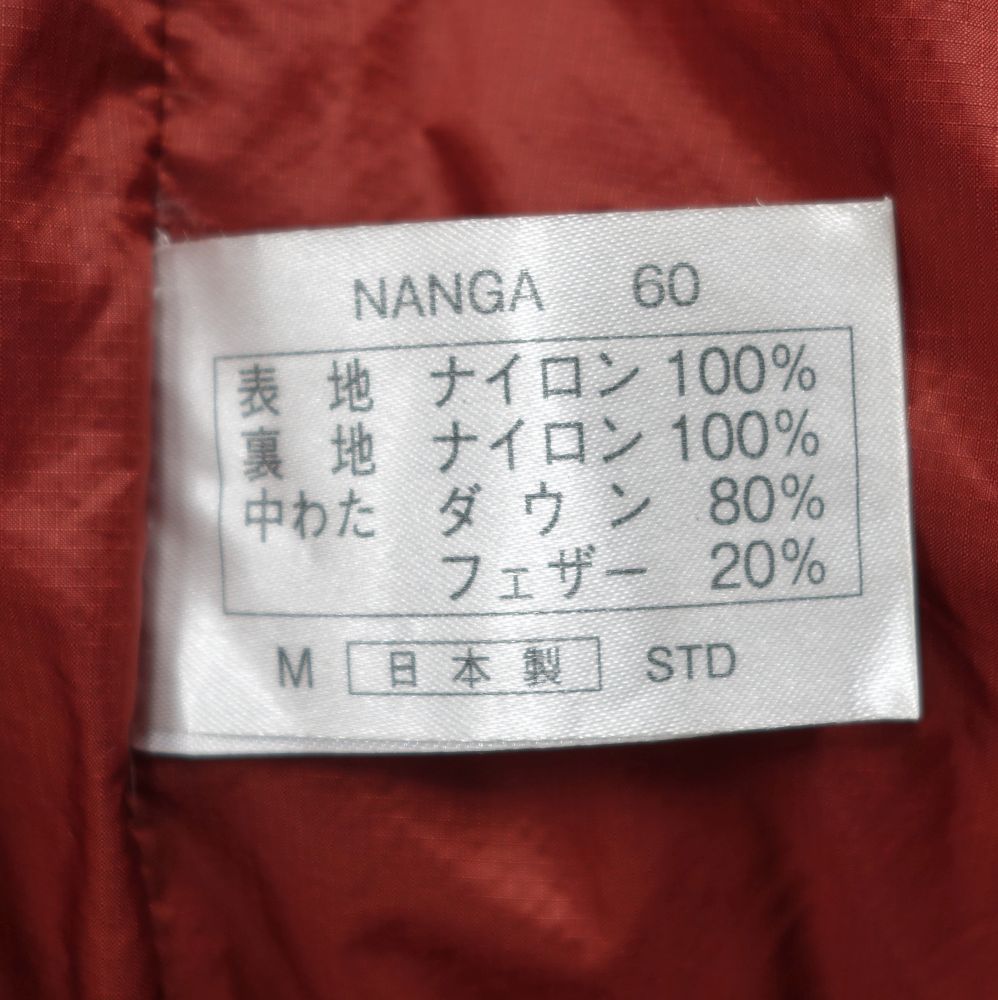 NANGA 60
表地 ナイロン 100%
裏地 ナイロン 100%
中わた ダウン 80%
フェザー 20%
M 日本製 STD